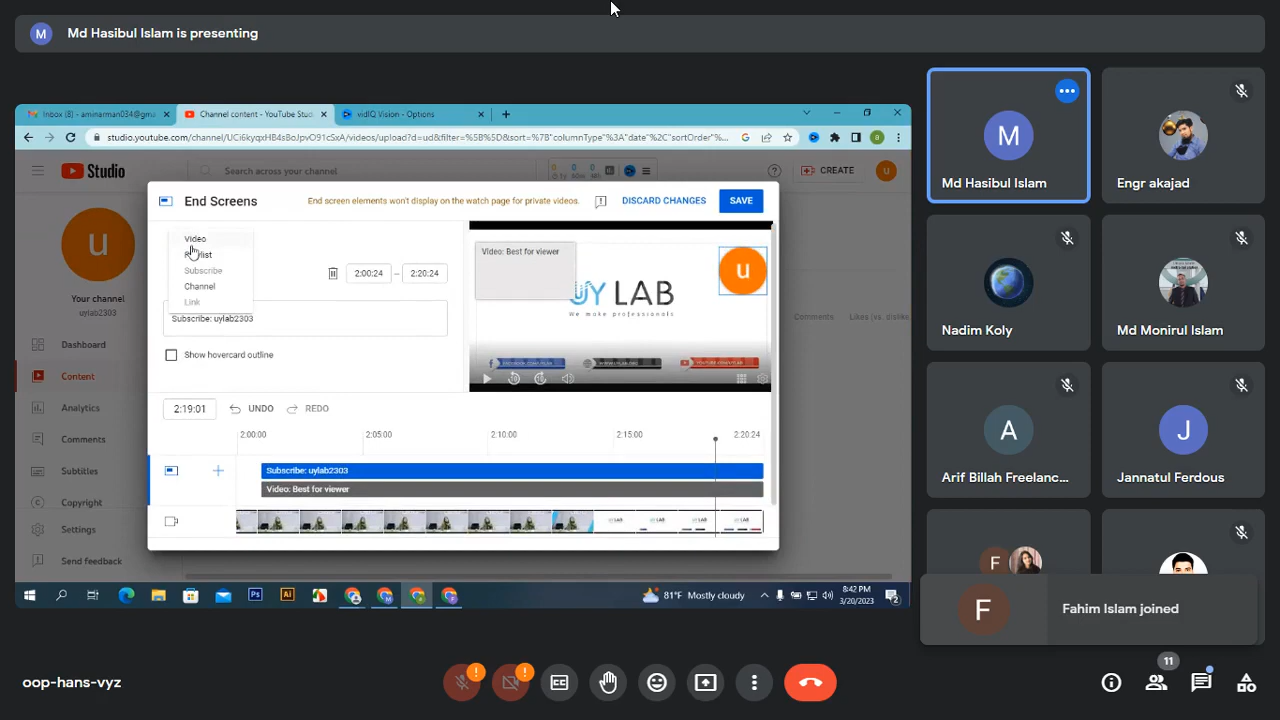 M
Md Hasibul Islam is presenting
Inbox (8) - aminarman034@gma
Channel content - YouTube Stud
vidIQ Vision - Options
studio.youtube.com/channel/UCi6kyqxHB4sBoJpvO91cSxA/videos/upload?d=ud&filter=%5B%5D&sort=%7B"columnType"%3A"date"%2C"sortOrder"...
Studio
Search across your channel
CREATE
u
Your channel
uylab2303
Dashboard
Content
Analytics
Comments
Subtitles
Copyright
Settings
Send feedback
Comments
Likes (vs. dislike
End Screens
End screen elements won't display on the watch page for private videos.
DISCARD CHANGES
SAVE
Video
Subscribe
Channel
Link
2:00:24 – 2:20:24
Subscribe: uylab2303
Show hovercard outline
Video: Best for viewer
u
UY LAB
We make professionals
2:19:01
UNDO
REDO
2:00:00
2:05:00
2:10:00
2:15:00
2:20:24
Subscribe: uylab2303
Video: Best for viewer
Ps
Ai
81°F Mostly cloudy
8:42 PM
3/20/2023
2
M
Md Hasibul Islam
Engr akajad
Nadim Koly
Md Monirul Islam
A
Arif Billah Freelanc...
J
Jannatul Ferdous
F
F
Fahim Islam joined
oop-hans-vyz
11